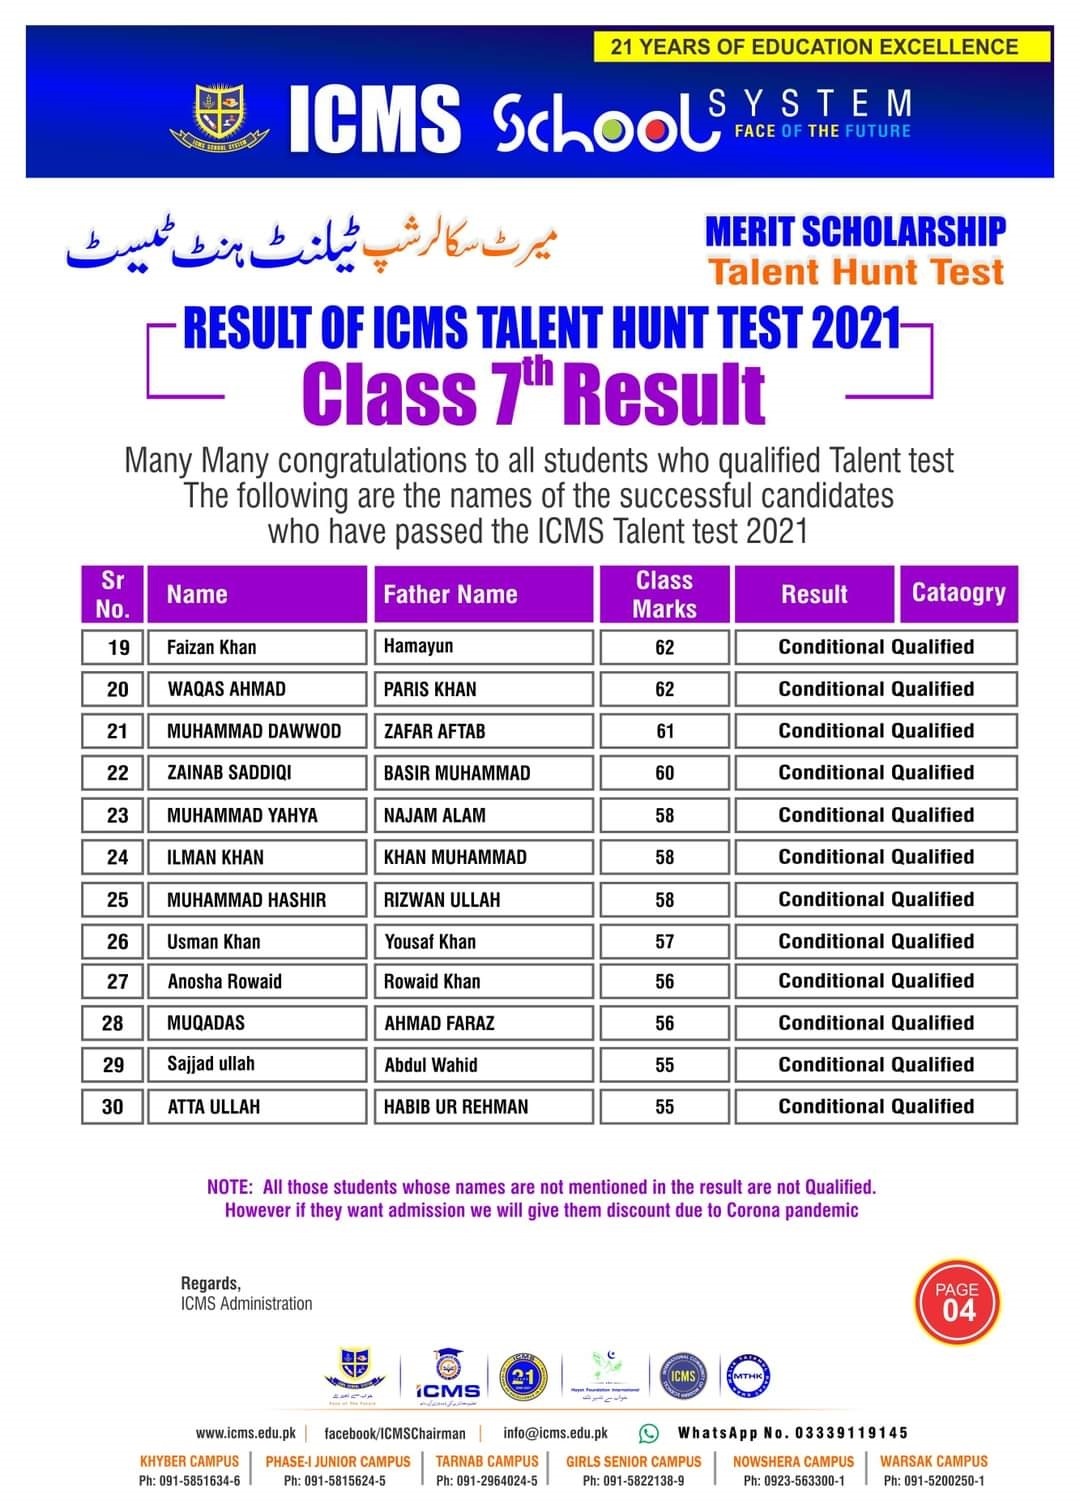 21 YEARS OF EDUCATION EXCELLENCE
ICMS School SYSTEM
FACE OF THE FUTURE
ICMS SCHOOL SYSTEM
میرٹ سکالرشپ ٹیلنٹ ہنٹ ٹیسٹ
MERIT SCHOLARSHIP
Talent Hunt Test
RESULT OF ICMS TALENT HUNT TEST 2021
Class 7th Result
Many Many congratulations to all students who qualified Talent test
The following are the names of the successful candidates
who have passed the ICMS Talent test 2021
Sr No. Name Father Name Class Marks Result Cataogry
19 Faizan Khan Hamayun 62 Conditional Qualified
20 WAQAS AHMAD PARIS KHAN 62 Conditional Qualified
21 MUHAMMAD DAWWOD ZAFAR AFTAB 61 Conditional Qualified
22 ZAINAB SADDIQI BASIR MUHAMMAD 60 Conditional Qualified
23 MUHAMMAD YAHYA NAJAM ALAM 58 Conditional Qualified
24 ILMAN KHAN KHAN MUHAMMAD 58 Conditional Qualified
25 MUHAMMAD HASHIR RIZWAN ULLAH 58 Conditional Qualified
26 Usman Khan Yousaf Khan 57 Conditional Qualified
27 Anosha Rowaid Rowaid Khan 56 Conditional Qualified
28 MUQADAS AHMAD FARAZ 56 Conditional Qualified
29 Sajjad ullah Abdul Wahid 55 Conditional Qualified
30 ATTA ULLAH HABIB UR REHMAN 55 Conditional Qualified
NOTE: All those students whose names are not mentioned in the result are not Qualified.
However if they want admission we will give them discount due to Corona pandemic
Regards,
ICMS Administration
PAGE
04
Face of The Future
ICMS
ICMS 21
Hayat Foundation International
ICMS
MTHK
www.icms.edu.pk facebook/ICMSChairman info@icms.edu.pk WhatsApp No. 03339119145
KHYBER CAMPUS PHASE-I JUNIOR CAMPUS TARNAB CAMPUS GIRLS SENIOR CAMPUS NOWSHERA CAMPUS WARSAK CAMPUS
Ph: 091-5851634-6 Ph: 091-5815624-5 Ph: 091-2964024-5 Ph: 091-5822138-9 Ph: 0923-563300-1 Ph: 091-5200250-1